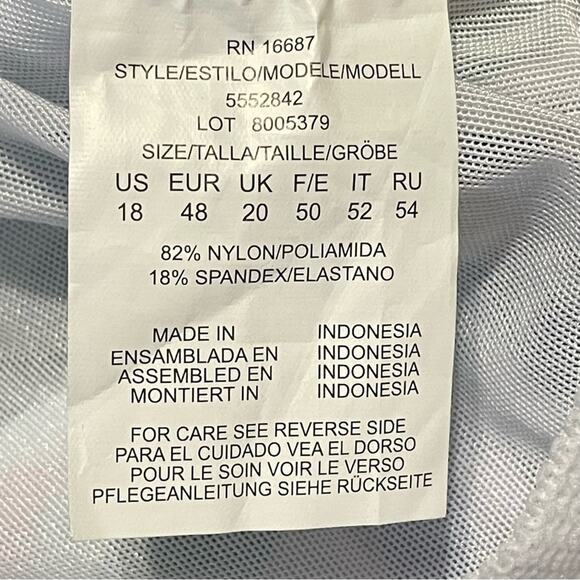 RN 16687
STYLE/ESTILO/MODELE/MODELL
5552842
LOT 8005379
SIZE/TALLA/TAILLE/GRÖBE
US EUR UK F/E IT RU
18 48 20 50 52 54
82% NYLON/POLIAMIDA
18% SPANDEX/ELASTANO
MADE IN INDONESIA
ENSAMBLADA EN INDONESIA
ASSEMBLED EN INDONESIA
MONTIERT IN INDONESIA
FOR CARE SEE REVERSE SIDE
PARA EL CUIDADO VEA EL DORSO
POUR LE SOIN VOIR LE VERSO
PFLEGEANLEITUNG SIEHE RÜCKSEITE